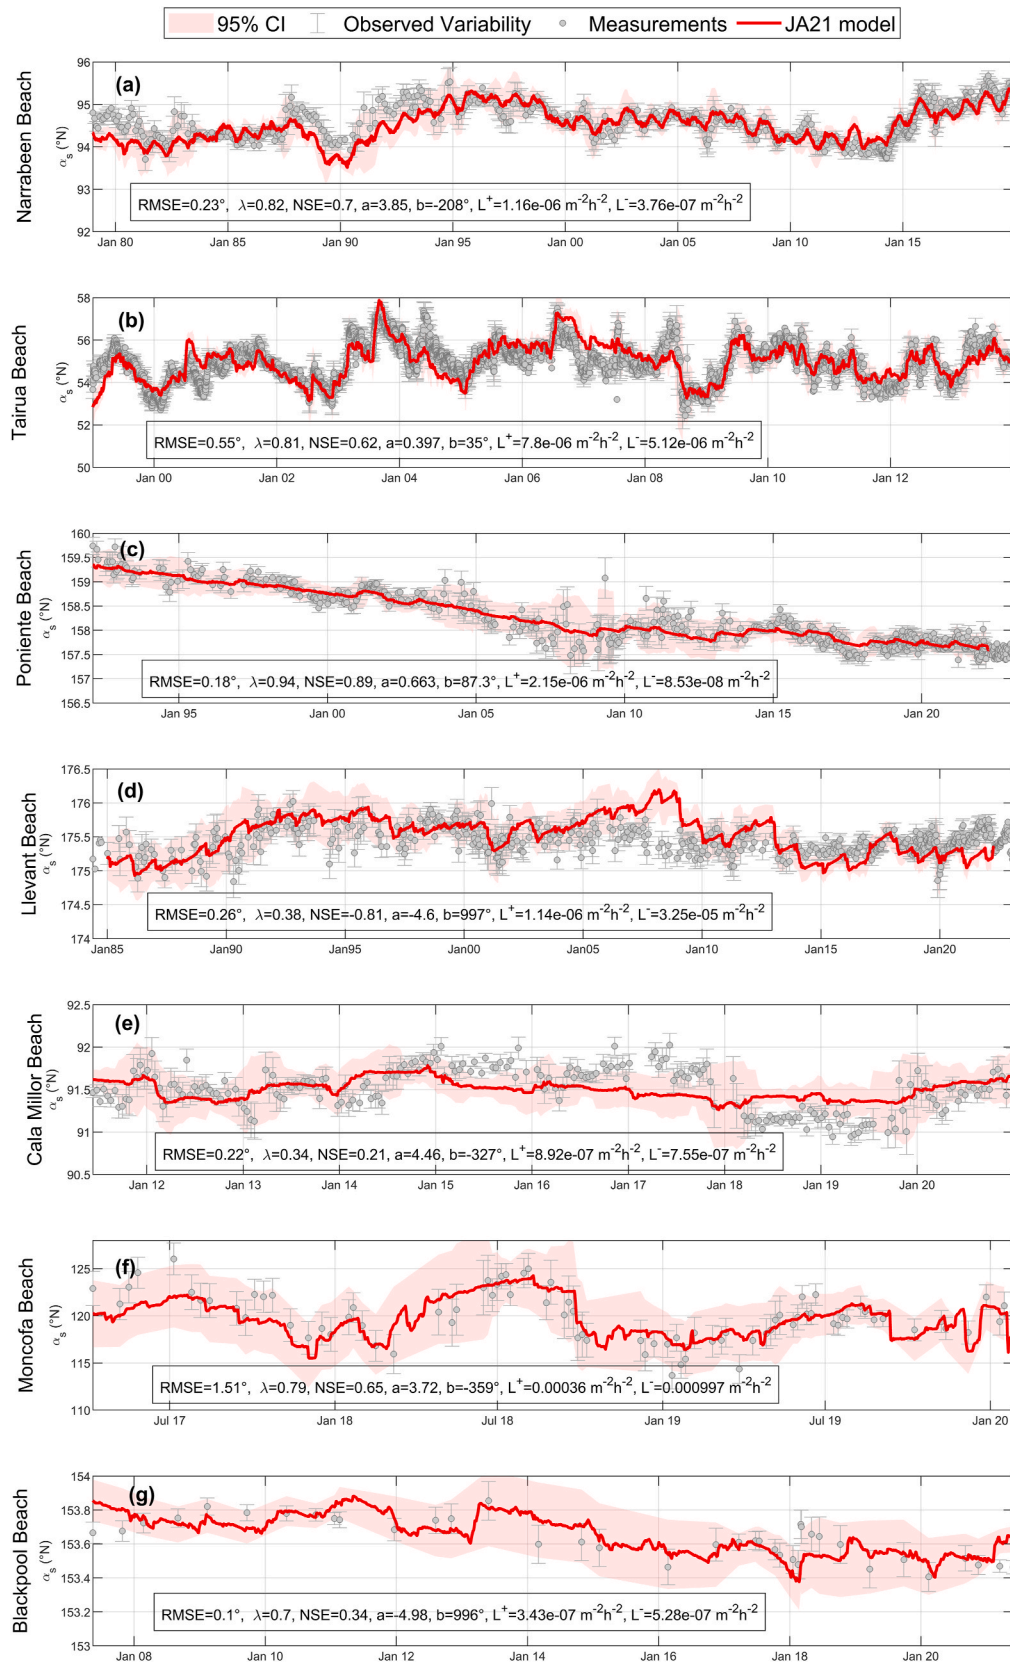 95% CI Observed Variability Measurements JA21 model
Narrabeen Beach
αs (°N)
(a)
96
95
94
93
92
RMSE=0.23°, λ=0.82, NSE=0.7, a=3.85, b=-208°, L⁺=1.16e-06 m⁻²h⁻², L⁻=3.76e-07 m⁻²h⁻²
Jan 80 Jan 85 Jan 90 Jan 95 Jan 00 Jan 05 Jan 10 Jan 15
Tairua Beach
αs (°N)
(b)
58
56
54
52
50
RMSE=0.55°, λ=0.81, NSE=0.62, a=0.397, b=35°, L⁺=7.8e-06 m⁻²h⁻², L⁻=5.12e-06 m⁻²h⁻²
Jan 00 Jan 02 Jan 04 Jan 06 Jan 08 Jan 10 Jan 12
Poniente Beach
αs (°N)
(c)
160
159.5
159
158.5
158
157.5
157
156.5
RMSE=0.18°, λ=0.94, NSE=0.89, a=0.663, b=87.3°, L⁺=2.15e-06 m⁻²h⁻², L⁻=8.53e-08 m⁻²h⁻²
Jan 95 Jan 00 Jan 05 Jan 10 Jan 15 Jan 20
Llevant Beach
αs (°N)
(d)
176.5
176
175.5
175
174.5
174
RMSE=0.26°, λ=0.38, NSE=-0.81, a=-4.6, b=997°, L⁺=1.14e-06 m⁻²h⁻², L⁻=3.25e-05 m⁻²h⁻²
Jan85 Jan90 Jan95 Jan00 Jan05 Jan10 Jan15 Jan20
Cala Millor Beach
αs (°N)
(e)
92.5
92
91.5
91
90.5
RMSE=0.22°, λ=0.34, NSE=0.21, a=4.46, b=-327°, L⁺=8.92e-07 m⁻²h⁻², L⁻=7.55e-07 m⁻²h⁻²
Jan 12 Jan 13 Jan 14 Jan 15 Jan 16 Jan 17 Jan 18 Jan 19 Jan 20
Moncofa Beach
αs (°N)
(f)
125
120
115
110
RMSE=1.51°, λ=0.79, NSE=0.65, a=3.72, b=-359°, L⁺=0.00036 m⁻²h⁻², L⁻=0.000997 m⁻²h⁻²
Jul 17 Jan 18 Jul 18 Jan 19 Jul 19 Jan 20
Blackpool Beach
αs (°N)
(g)
154
153.8
153.6
153.4
153.2
153
RMSE=0.1°, λ=0.7, NSE=0.34, a=-4.98, b=996°, L⁺=3.43e-07 m⁻²h⁻², L⁻=5.28e-07 m⁻²h⁻²
Jan 08 Jan 10 Jan 12 Jan 14 Jan 16 Jan 18 Jan 20